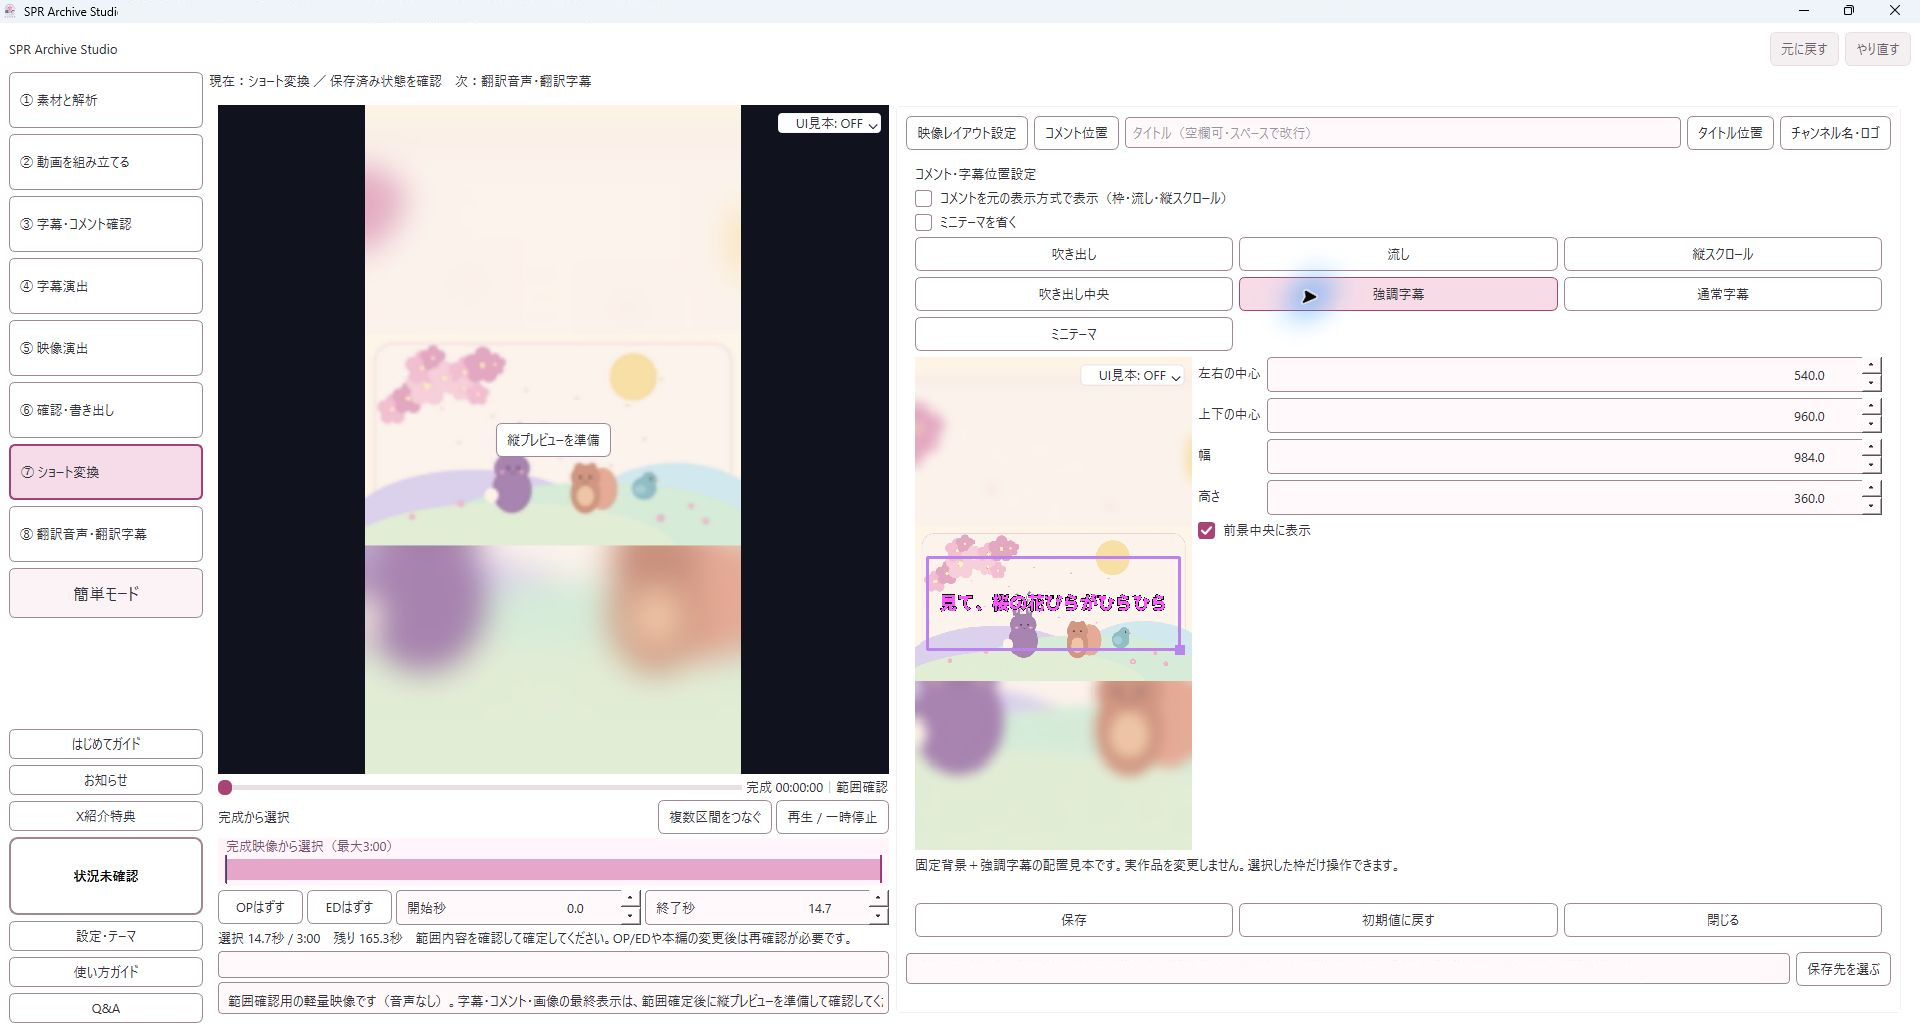 SPR Archive Studi
SPR Archive Studio
元に戻す
やり直す
① 素材と解析
② 動画を組み立てる
③ 字幕・コメント確認
④ 字幕演出
⑤ 映像演出
⑥ 確認・書き出し
⑦ ショート変換
⑧ 翻訳音声・翻訳字幕
簡単モード
はじめてガイド
お知らせ
X紹介特典
状況未確認
設定・テーマ
使い方ガイド
Q&A
現在：ショート変換 ／ 保存済み状態を確認　次：翻訳音声・翻訳字幕
UI見本: OFF
縦プレビューを準備
完成 00:00:00
範囲確認
完成から選択
複数区間をつなぐ
再生 / 一時停止
完成映像から選択（最大3:00）
OPはずす
EDはずす
開始秒
0.0
終了秒
14.7
選択 14.7秒 / 3:00　残り 165.3秒　範囲内容を確認して確定してください。OP/EDや本編の変更後は再確認が必要です。
範囲確認用の軽量映像です（音声なし）。字幕・コメント・画像の最終表示は、範囲確定後に縦プレビューを準備して確認してく
映像レイアウト設定
コメント位置
タイトル（空欄可・スペースで改行）
タイトル位置
チャンネル名・ロゴ
コメント・字幕位置設定
コメントを元の表示方式で表示（枠・流し・縦スクロール）
ミニテーマを省く
吹き出し
流し
縦スクロール
吹き出し中央
強調字幕
通常字幕
ミニテーマ
UI見本: OFF
見て、桜の花びらがひらひら
左右の中心
540.0
上下の中心
960.0
幅
984.0
高さ
360.0
前景中央に表示
固定背景＋強調字幕の配置見本です。実作品を変更しません。選択した枠だけ操作できます。
保存
初期値に戻す
閉じる
保存先を選ぶ